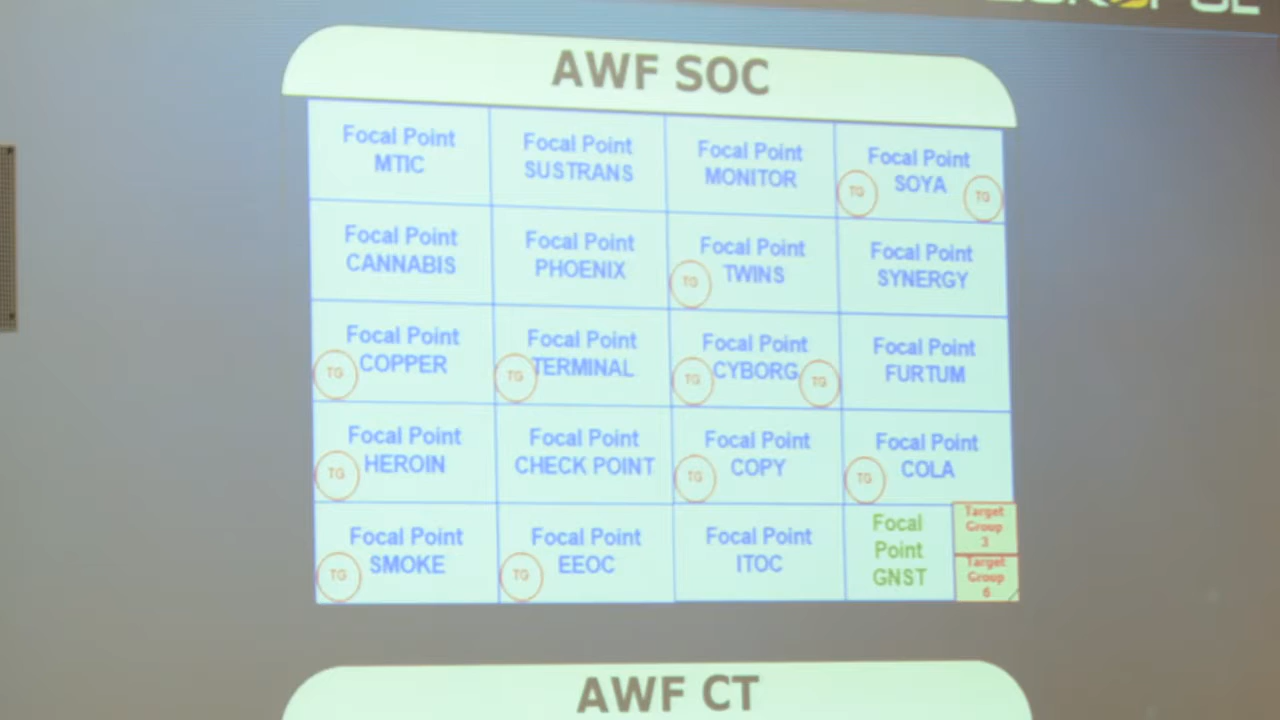 AWF SOC
Focal Point
MTIC
Focal Point
SUSTRANS
Focal Point
MONITOR
Focal Point
SOYA
TG
TG
Focal Point
CANNABIS
Focal Point
PHOENIX
Focal Point
TWINS
TG
Focal Point
SYNERGY
Focal Point
COPPER
TG
Focal Point
TERMINAL
TG
Focal Point
CYBORG
TG
TG
Focal Point
FURTUM
Focal Point
HEROIN
TG
Focal Point
CHECK POINT
Focal Point
COPY
TG
Focal Point
COLA
TG
Focal Point
SMOKE
TG
Focal Point
EEOC
TG
Focal Point
ITOC
Focal
Point
GNST
Target
Group
3
Target
Group
6
AWF CT